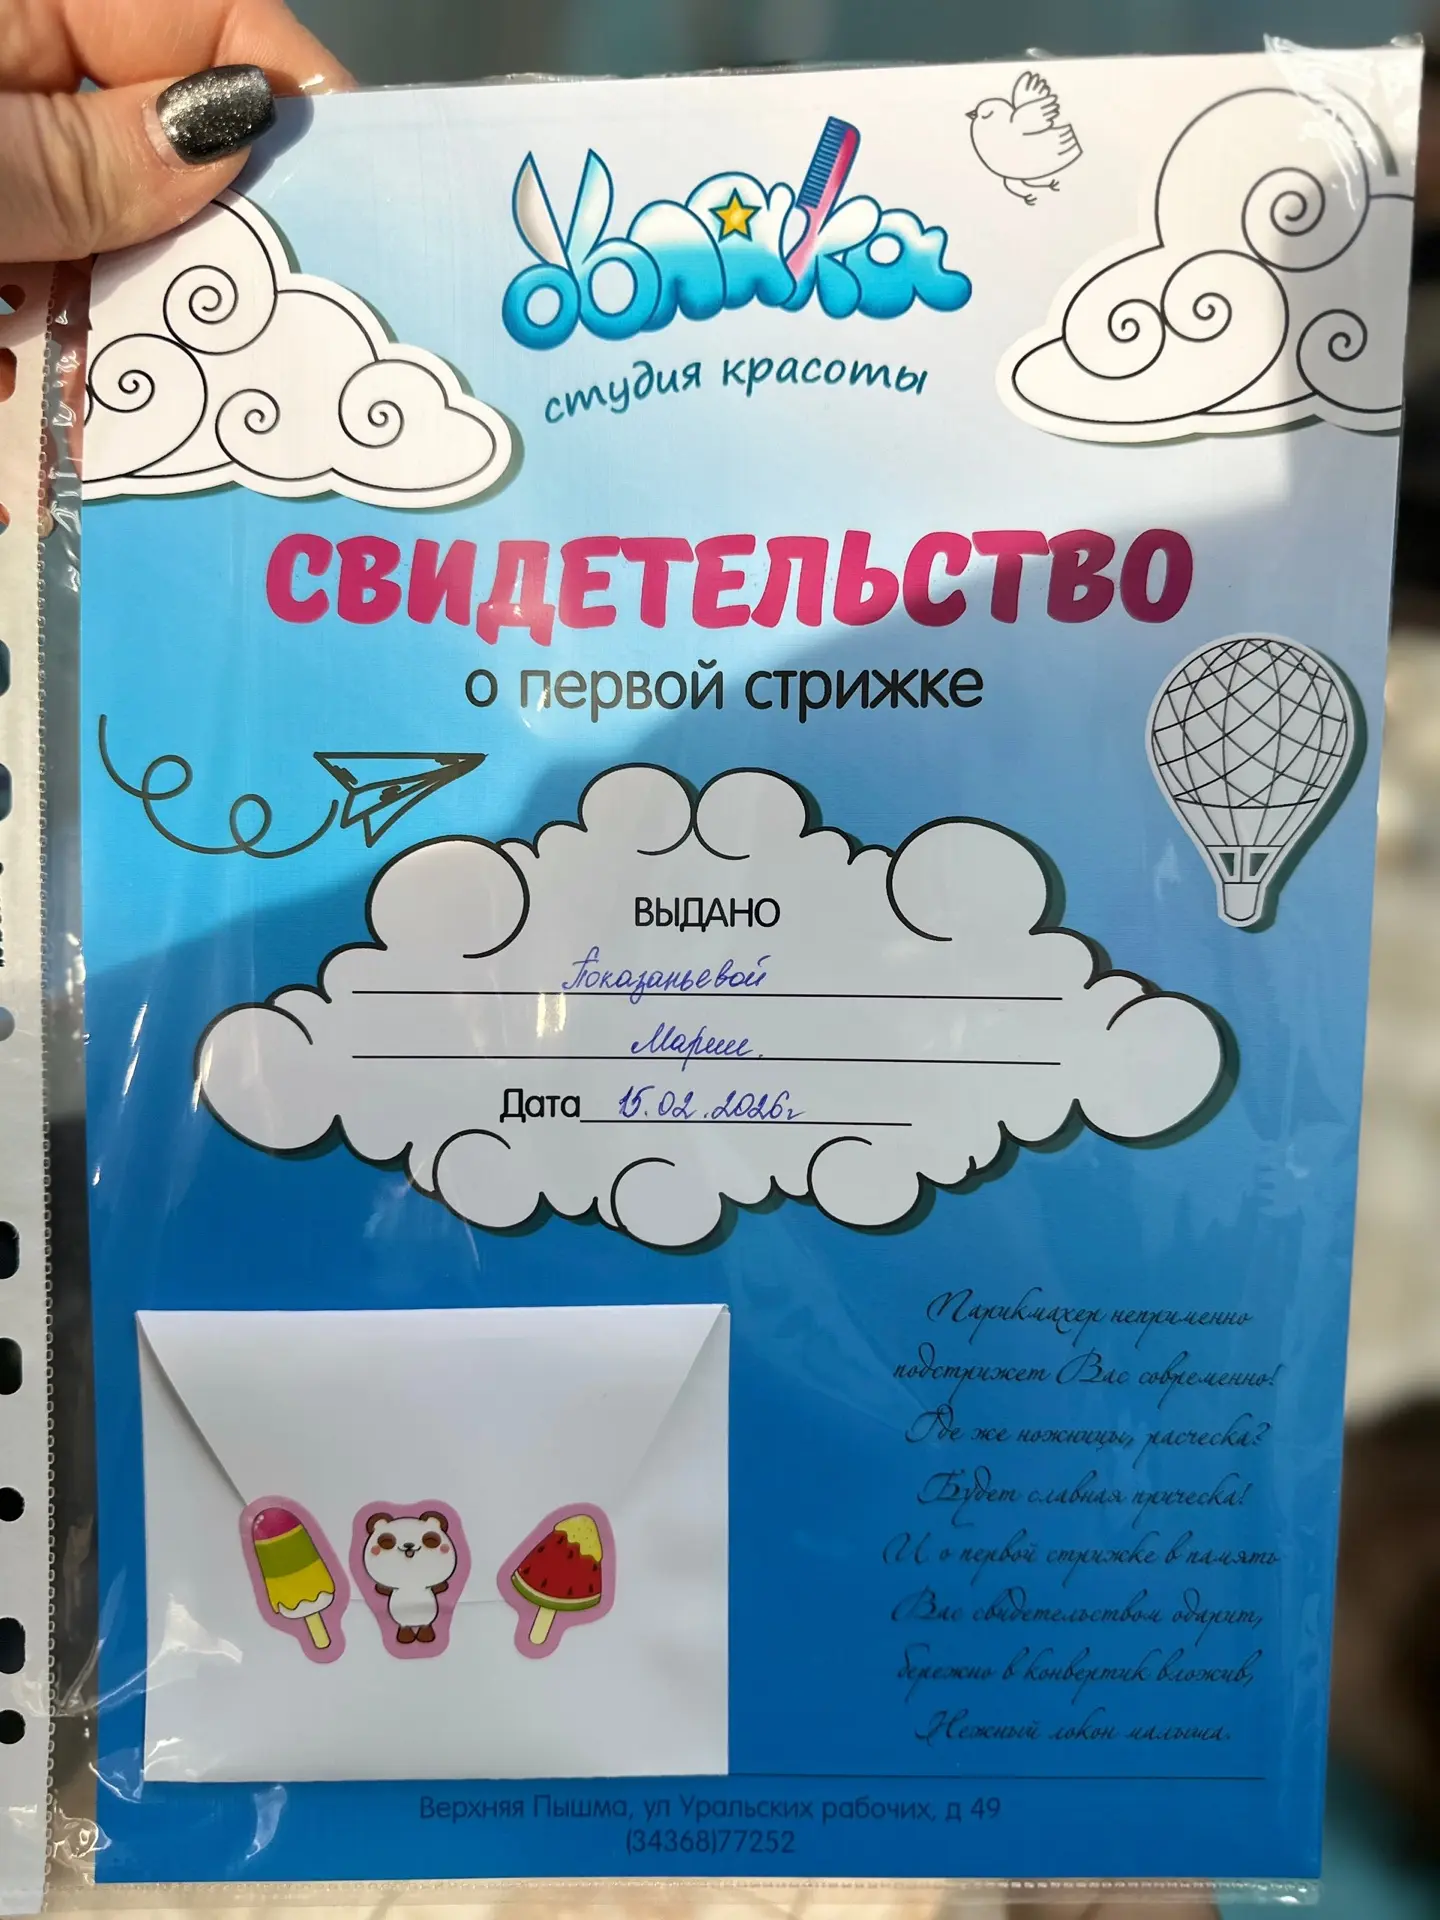 Облака
студия красоты
СВИДЕТЕЛЬСТВО
о первой стрижке
ВЫДАНО
Показаньевой
Марии.
Дата 15.02.2026г
Парикмахер непременно
подстрижет Вас современно!
Где же ножницы, расческа?
Будет славная прическа!
И о первой стрижке в память
Вас свидетельством одарит,
бережно в конвертик вложив,
Нежный локон малыша.
Верхняя Пышма, ул Уральских рабочих, д 49
(34368)77252